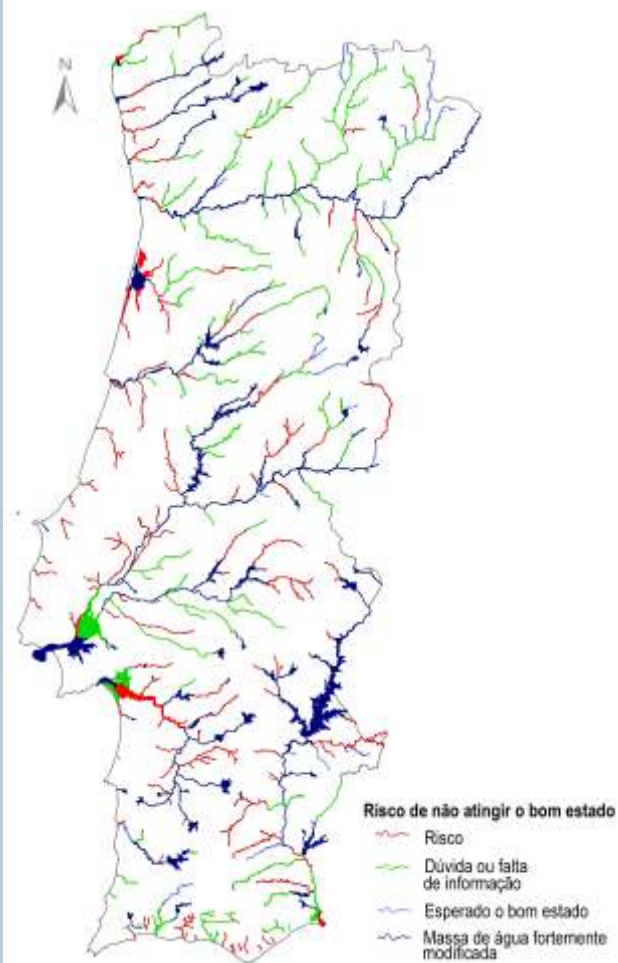 N
Risco de não atingir o bom estado
Risco
Dúvida ou falta
de informação
Esperado o bom estado
Massa de água fortemente
modificada